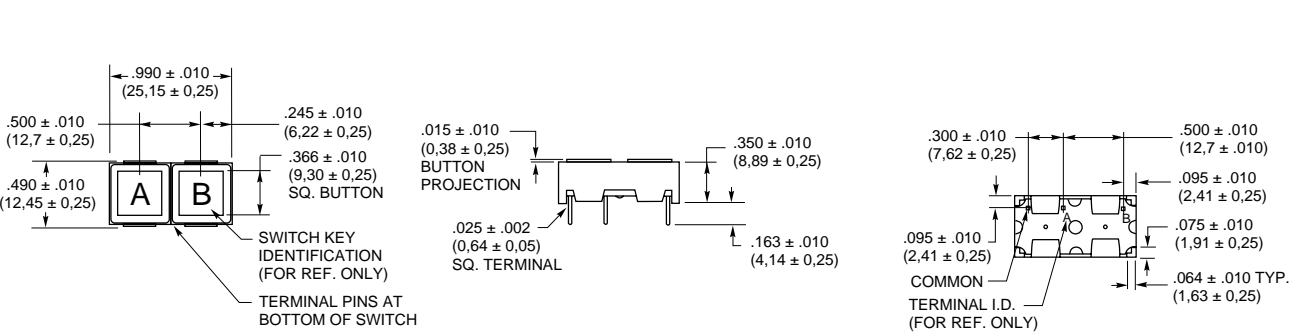 .990 ± .010
(25,15 ± 0,25)
.500 ± .010
(12,7 ± 0,25)
.245 ± .010
(6,22 ± 0,25)
.366 ± .010
(9,30 ± 0,25)
SQ. BUTTON
.490 ± .010
(12,45 ± 0,25)
A
B
SWITCH KEY
IDENTIFICATION
(FOR REF. ONLY)
TERMINAL PINS AT
BOTTOM OF SWITCH
.015 ± .010
(0,38 ± 0,25)
BUTTON
PROJECTION
.350 ± .010
(8,89 ± 0,25)
.025 ± .002
(0,64 ± 0,05)
SQ. TERMINAL
.163 ± .010
(4,14 ± 0,25)
.300 ± .010
(7,62 ± 0,25)
.500 ± .010
(12,7 ± .010)
.095 ± .010
(2,41 ± 0,25)
A
B
.075 ± .010
(1,91 ± 0,25)
.095 ± .010
(2,41 ± 0,25)
.064 ± .010 TYP.
(1,63 ± 0,25)
COMMON
TERMINAL I.D.
(FOR REF. ONLY)